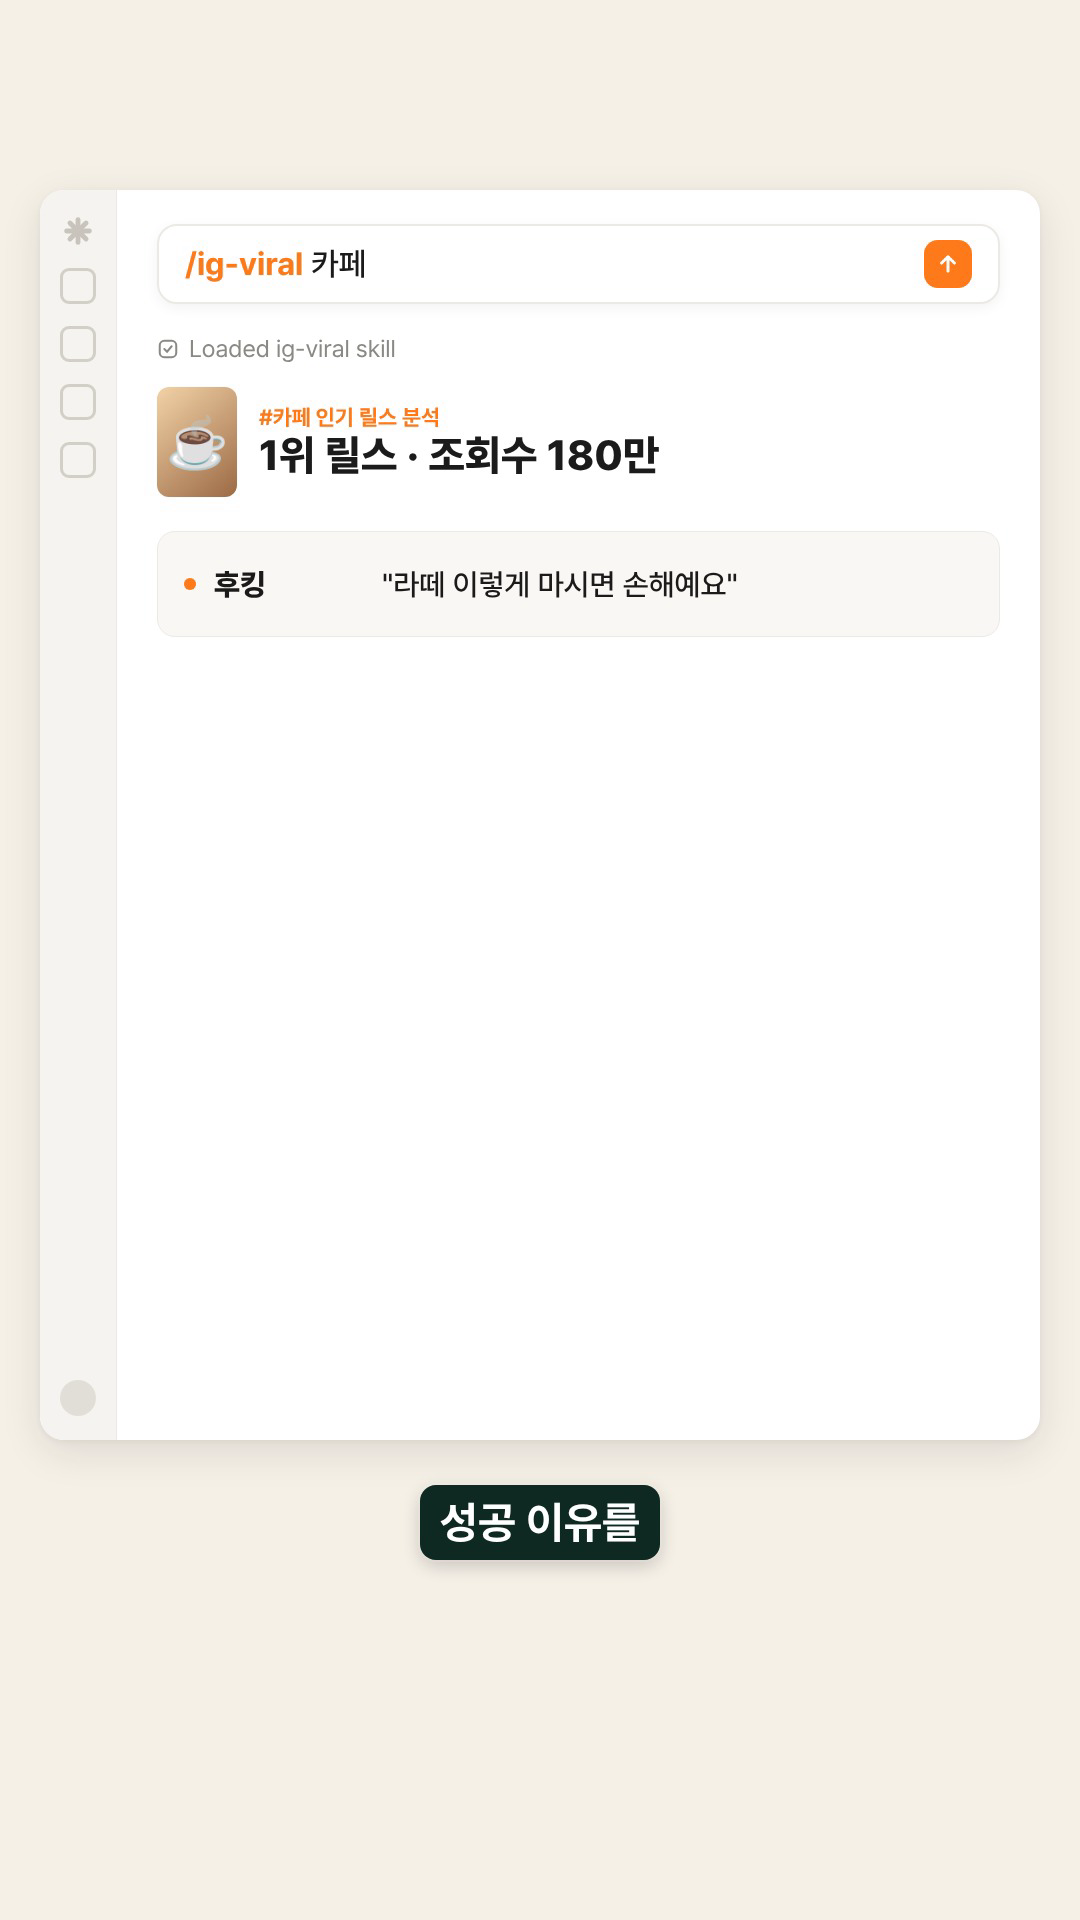 /ig-viral 카페
Loaded ig-viral skill
#카페 인기 릴스 분석
1위 릴스 · 조회수 180만
후킹 "라떼 이렇게 마시면 손해예요"
성공 이유를